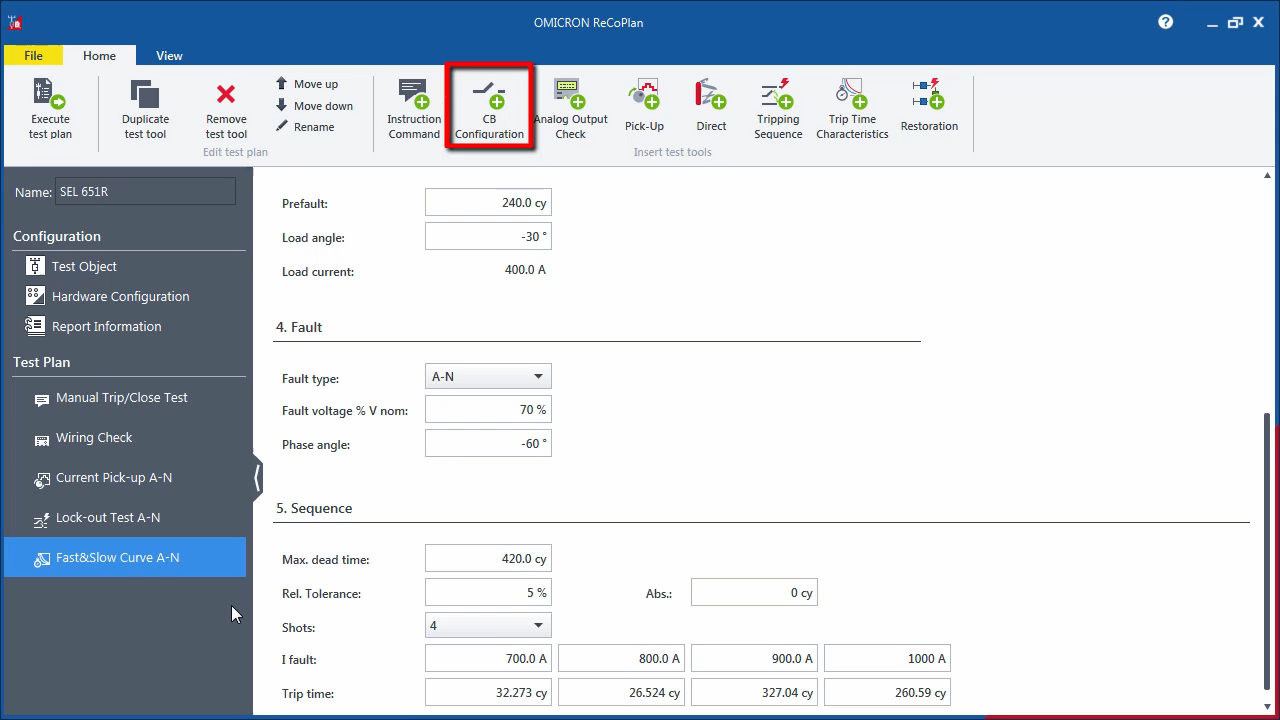 OMICRON ReCoPlan
File Home View
Execute test plan
Duplicate test tool
Remove test tool
Move up
Move down
Rename
Edit test plan
Instruction Command
CB Configuration
Analog Output Check
Pick-Up
Direct
Tripping Sequence
Trip Time Characteristics
Restoration
Insert test tools
Name: SEL 651R
Configuration
Test Object
Hardware Configuration
Report Information
Test Plan
Manual Trip/Close Test
Wiring Check
Current Pick-up A-N
Lock-out Test A-N
Fast&Slow Curve A-N
Prefault: 240.0 cy
Load angle: -30 °
Load current: 400.0 A
4. Fault
Fault type: A-N
Fault voltage % V nom: 70 %
Phase angle: -60 °
5. Sequence
Max. dead time: 420.0 cy
Rel. Tolerance: 5 % Abs.: 0 cy
Shots: 4
I fault: 700.0 A 800.0 A 900.0 A 1000 A
Trip time: 32.273 cy 26.524 cy 327.04 cy 260.59 cy